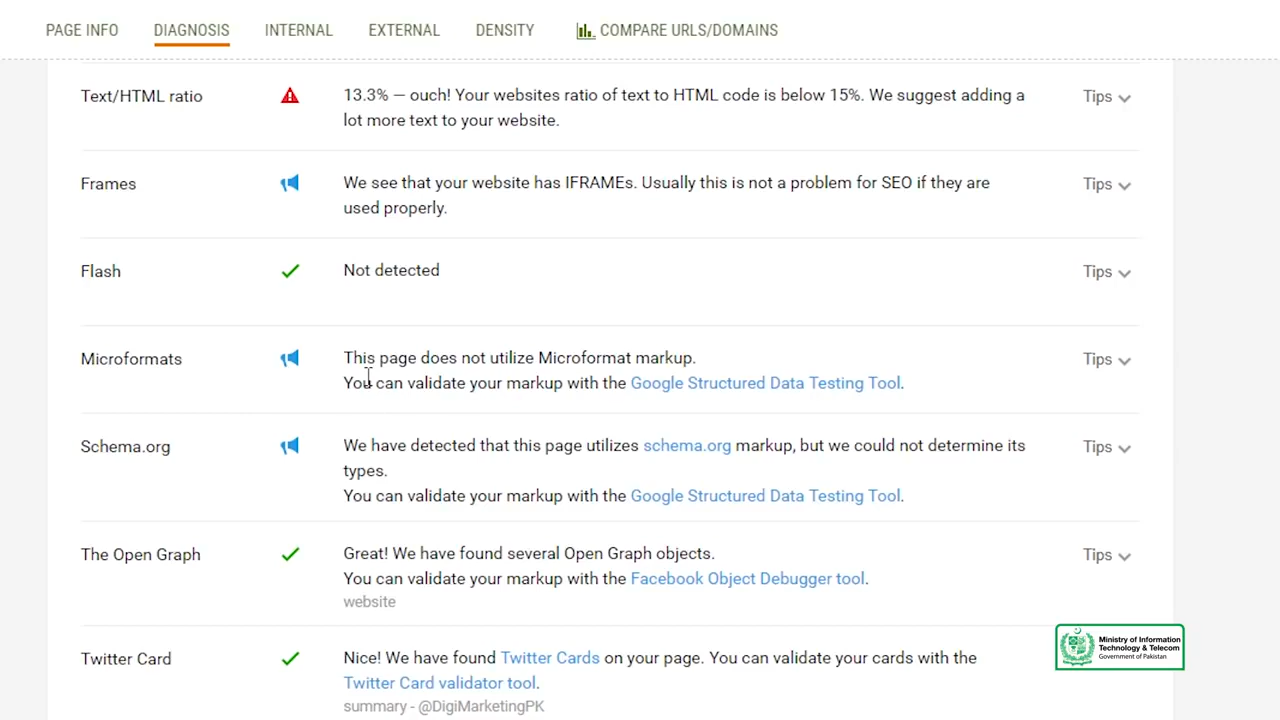 PAGE INFO DIAGNOSIS INTERNAL EXTERNAL DENSITY COMPARE URLS/DOMAINS
Text/HTML ratio 13.3% — ouch! Your websites ratio of text to HTML code is below 15%. We suggest adding a Tips
lot more text to your website.
Frames We see that your website has IFRAMEs. Usually this is not a problem for SEO if they are Tips
used properly.
Flash Not detected Tips
Microformats This page does not utilize Microformat markup. Tips
You can validate your markup with the Google Structured Data Testing Tool.
Schema.org We have detected that this page utilizes schema.org markup, but we could not determine its Tips
types.
You can validate your markup with the Google Structured Data Testing Tool.
The Open Graph Great! We have found several Open Graph objects. Tips
You can validate your markup with the Facebook Object Debugger tool.
website
Twitter Card Nice! We have found Twitter Cards on your page. You can validate your cards with the
Twitter Card validator tool.
summary - @DigiMarketingPK
Ministry of Information
Technology & Telecom
Government of Pakistan